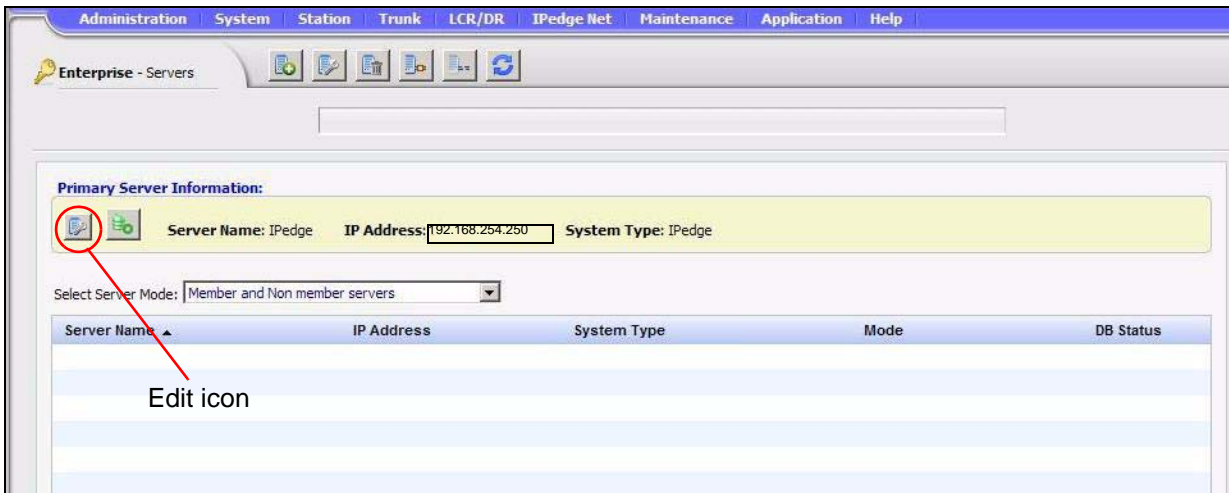 Administration System Station Trunk LCR/DR IPedge Net Maintenance Application Help
Enterprise - Servers
Primary Server Information:
Server Name: IPedge IP Address: 192.168.254.250 System Type: IPedge
Select Server Mode: Member and Non member servers
Server Name IP Address System Type Mode DB Status
Edit icon